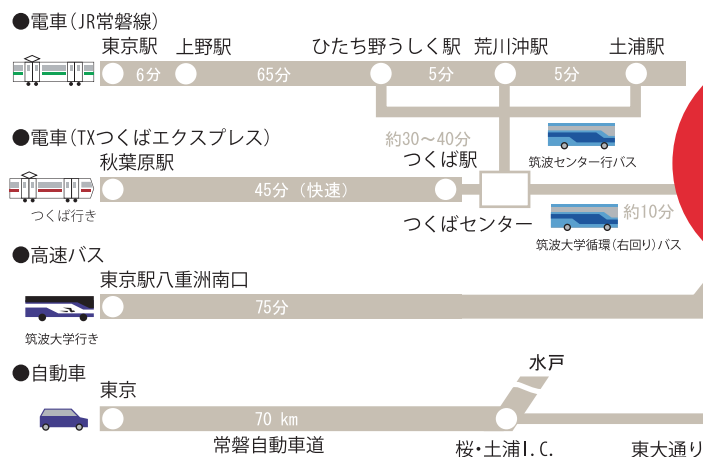 ●電車(JR常磐線)
東京駅 上野駅 ひたち野うしく駅 荒川沖駅 土浦駅
6分 65分 5分 5分
約30～40分
筑波センター行バス
●電車(TXつくばエクスプレス)
秋葉原駅 つくば駅
45分(快速)
つくば行き
つくばセンター
約10分
筑波大学循環(右回り)バス
●高速バス
東京駅八重洲南口
75分
筑波大学行き
●自動車
水戸
東京
70 km
常磐自動車道 桜・土浦I.C. 東大通り